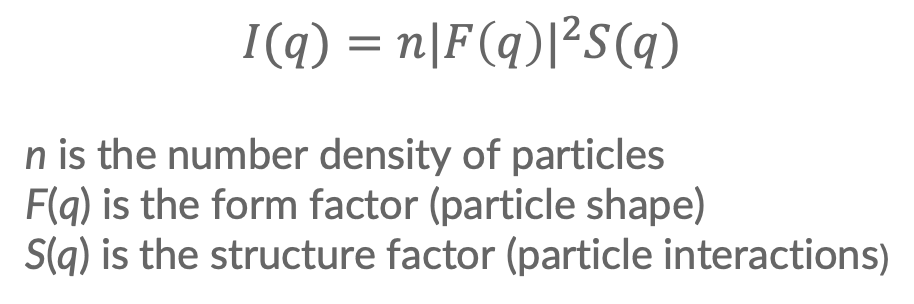 I(q) = n|F(q)|²S(q)
n is the number density of particles
F(q) is the form factor (particle shape)
S(q) is the structure factor (particle interactions)